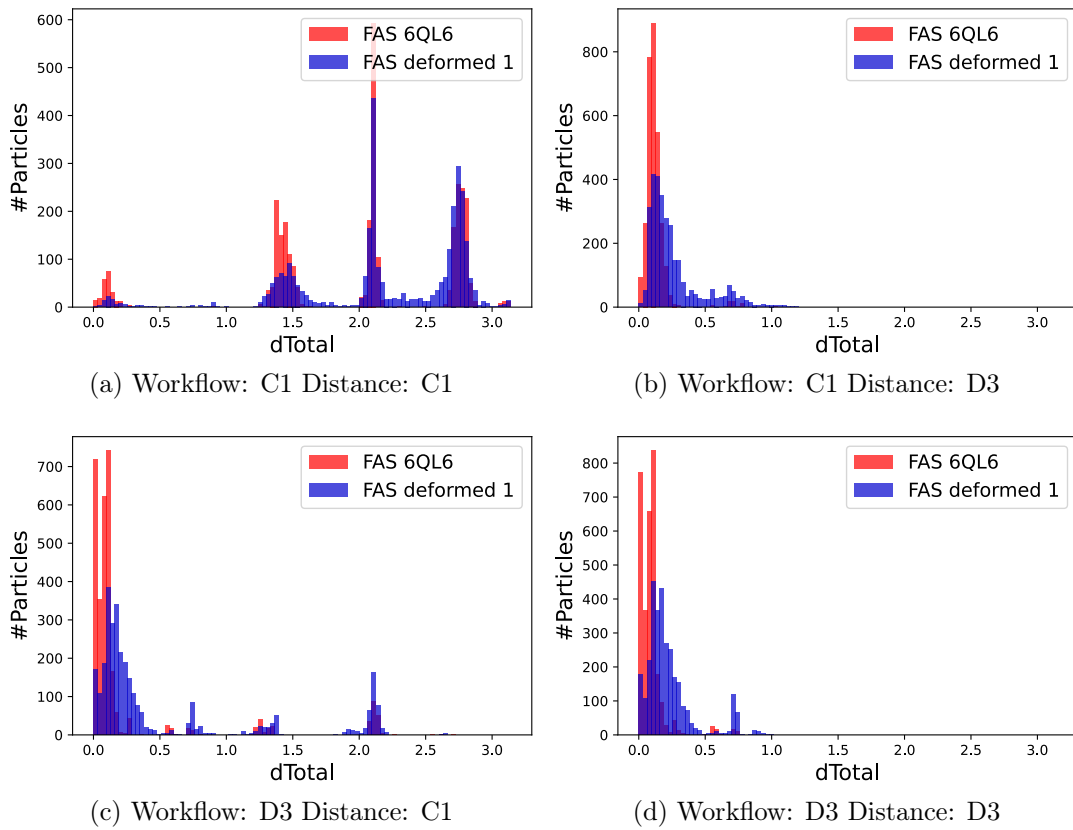 600
500
400
300
200
100
0
#Particles
FAS 6QL6
FAS deformed 1
0.0 0.5 1.0 1.5 2.0 2.5 3.0
dTotal
(a) Workflow: C1 Distance: C1
800
600
400
200
0
#Particles
FAS 6QL6
FAS deformed 1
0.0 0.5 1.0 1.5 2.0 2.5 3.0
dTotal
(b) Workflow: C1 Distance: D3
700
600
500
400
300
200
100
0
#Particles
FAS 6QL6
FAS deformed 1
0.0 0.5 1.0 1.5 2.0 2.5 3.0
dTotal
(c) Workflow: D3 Distance: C1
800
700
600
500
400
300
200
100
0
#Particles
FAS 6QL6
FAS deformed 1
0.0 0.5 1.0 1.5 2.0 2.5 3.0
dTotal
(d) Workflow: D3 Distance: D3